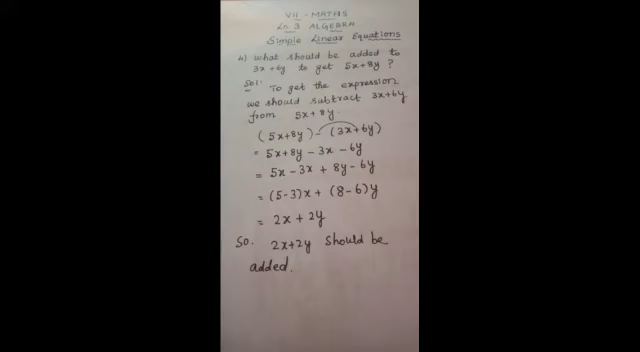 VII - MATHS
Ln. 3 ALGEBRA
Simple Linear Equations
4) What should be added to
3x + 6y to get 5x + 8y ?
Sol: To get the expression
we should subtract 3x+6y
from 5x + 8y.
(5x+8y) - (3x+6y)
= 5x+8y - 3x - 6y
= 5x - 3x + 8y - 6y
= (5-3)x + (8-6)y
= 2x + 2y
So. 2x+2y should be
added.